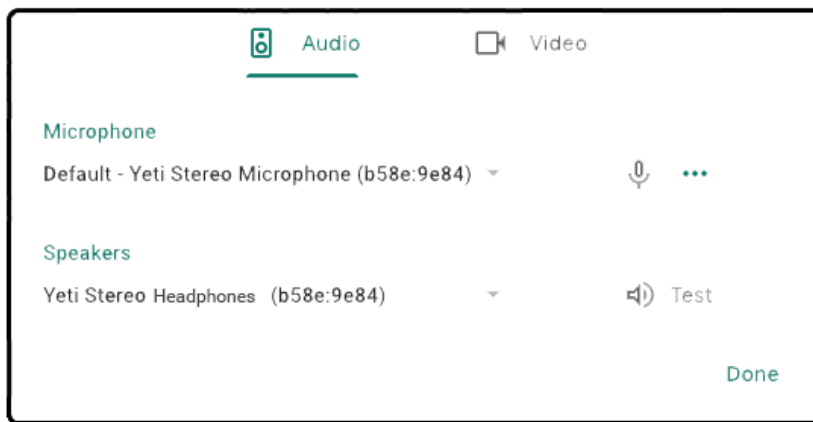 Audio Video
Microphone
Default - Yeti Stereo Microphone (b58e:9e84)
Speakers
Yeti Stereo Headphones (b58e:9e84) Test
Done